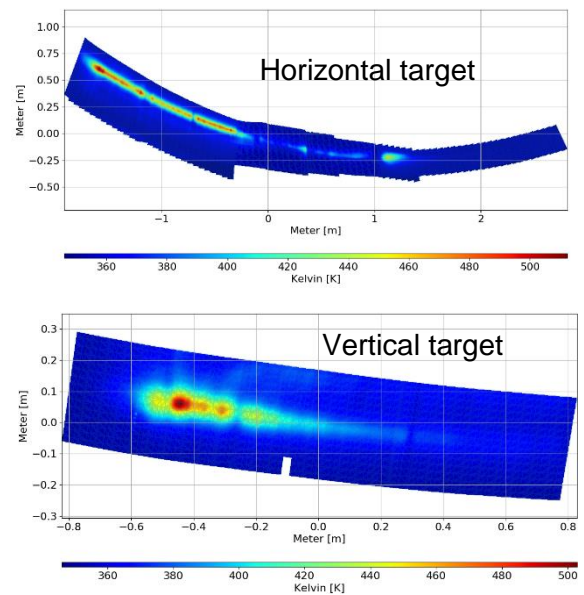 1.00
0.75
Horizontal target
0.50
0.25
0.00
−0.25
−0.50
−1 0 1 2
Meter [m]
Meter [m]
360 380 400 420 440 460 480 500
Kelvin [K]
0.3
Vertical target
0.2
0.1
0.0
−0.1
−0.2
−0.3
−0.8 −0.6 −0.4 −0.2 0.0 0.2 0.4 0.6 0.8
Meter [m]
Meter [m]
360 380 400 420 440 460 480 500
Kelvin [K]